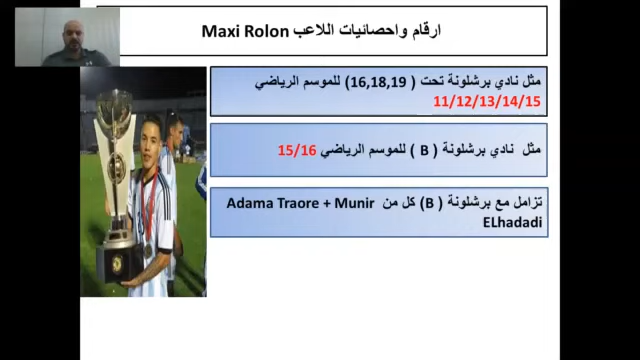 ارقام واحصائيات اللاعب Maxi Rolon
مثل نادي برشلونة تحت ( 16,18,19) للموسم الرياضي
11/12/13/14/15
مثل نادي برشلونة ( B ) للموسم الرياضي 15/16
تزامل مع برشلونة (B) كل من Adama Traore + Munir
ELhadadi